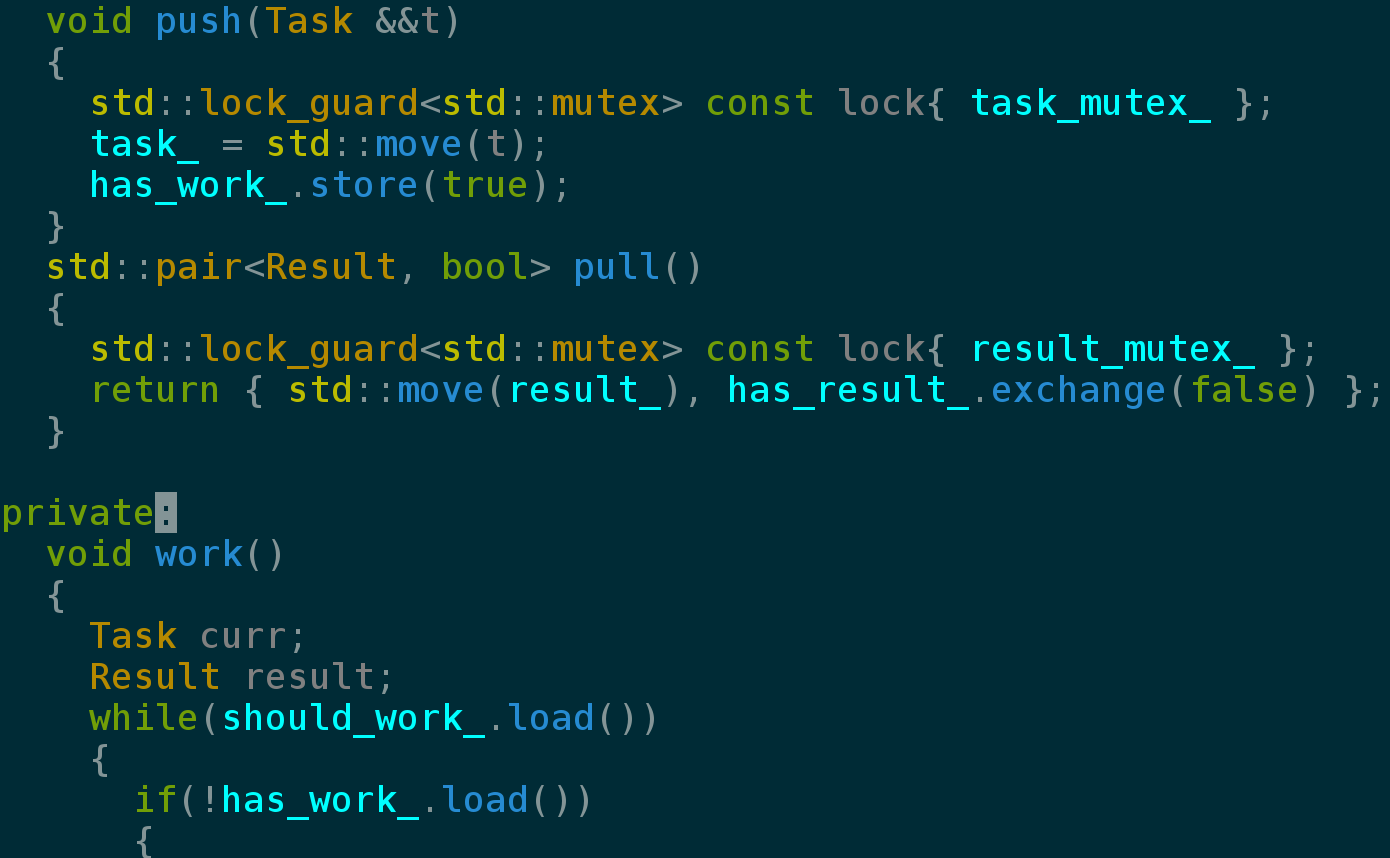 void push(Task &&t)
  {
    std::lock_guard<std::mutex> const lock{ task_mutex_ };
    task_ = std::move(t);
    has_work_.store(true);
  }
  std::pair<Result, bool> pull()
  {
    std::lock_guard<std::mutex> const lock{ result_mutex_ };
    return { std::move(result_), has_result_.exchange(false) };
  }

private:
  void work()
  {
    Task curr;
    Result result;
    while(should_work_.load())
    {
      if(!has_work_.load())
      {